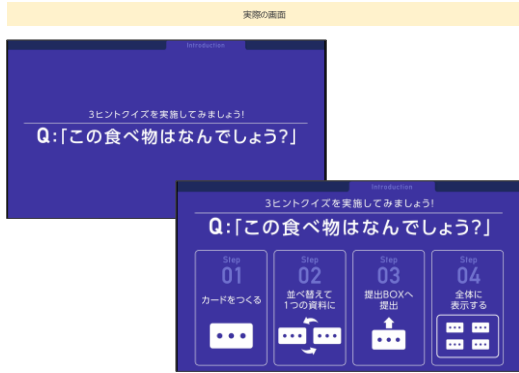 実際の画面
Introduction
3ヒントクイズを実施してみましょう!
Q:「この食べ物はなんでしょう?」
Introduction
3ヒントクイズを実施してみましょう!
Q:「この食べ物はなんでしょう?」
Step
01
カードをつくる
Step
02
並べ替えて
1つの資料に
Step
03
提出BOXへ
提出
Step
04
全体に
表示する